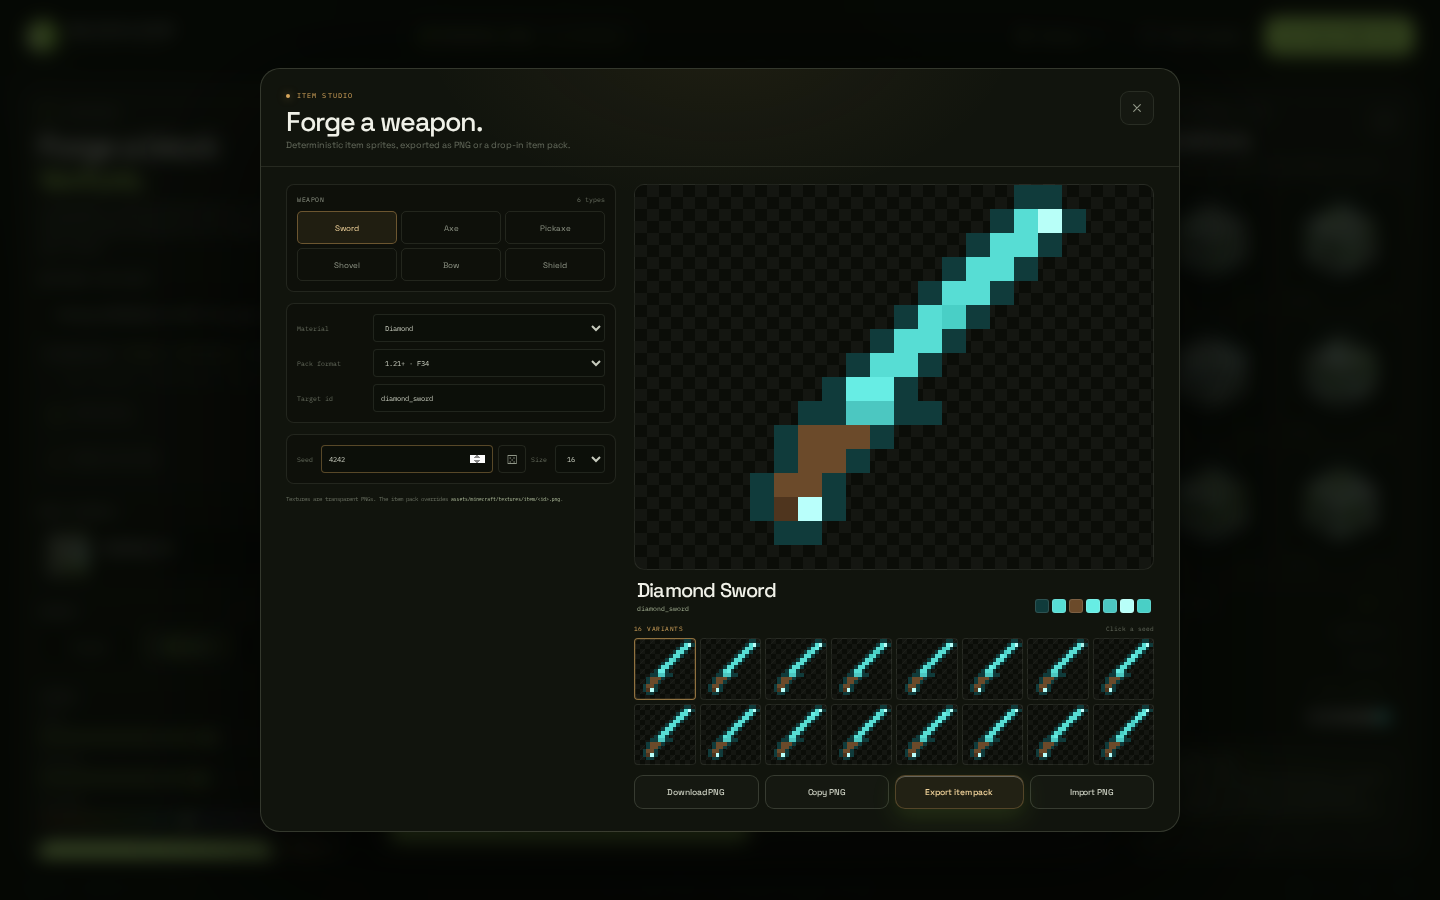 ITEM STUDIO
Forge a weapon.
Deterministic item sprites, exported as PNG or a drop-in item pack.
WEAPON
6 types
Sword
Axe
Pickaxe
Shovel
Bow
Shield
Material
Diamond
Pack format
1.21+ · F34
Target id
diamond_sword
Seed
4242
Size
16
Textures are transparent PNGs. The item pack overrides assets/minecraft/textures/item/<id>.png.
Diamond Sword
diamond_sword
16 VARIANTS
Click a seed
Download PNG
Copy PNG
Export item pack
Import PNG